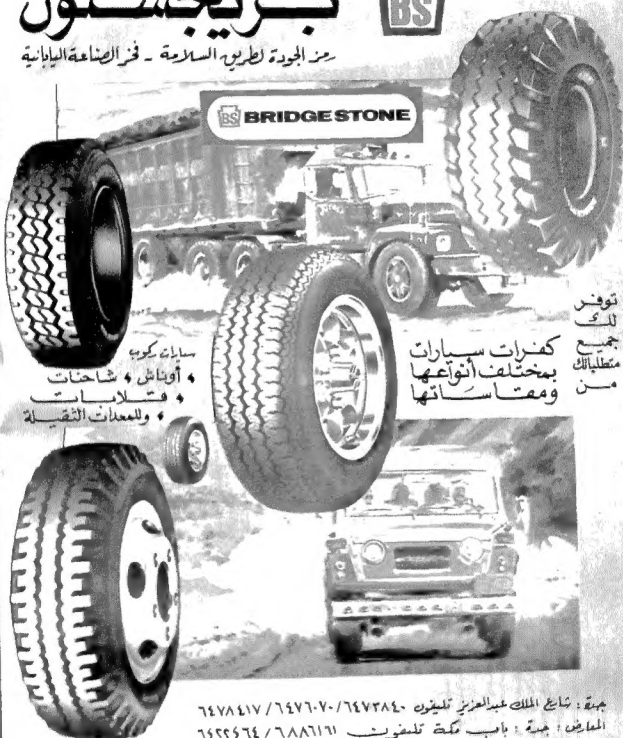 بريجستون
BS
رمز الجودة لطريق السلامة - فخر الصناعة اليابانية
BS BRIDGESTONE
توفر
لك
جميع
متطلباتك
من
كفرات سيارات
بمختلف أنواعها
ومقاساتها
سيارات ركوب
، أوناش ، شاحنات
، قلابات
، وللمعدات الثقيلة
جدة : شارع الملك عبدالعزيز تليفون ٦٤٧٣٨٤٠/٦٤٧٦٠٧٠/٦٤٧٨٤١٧
المعارض : جدة : باب مكة تليفون ٦٨٨٦١٦١/٦٤٢٢٤٦٤